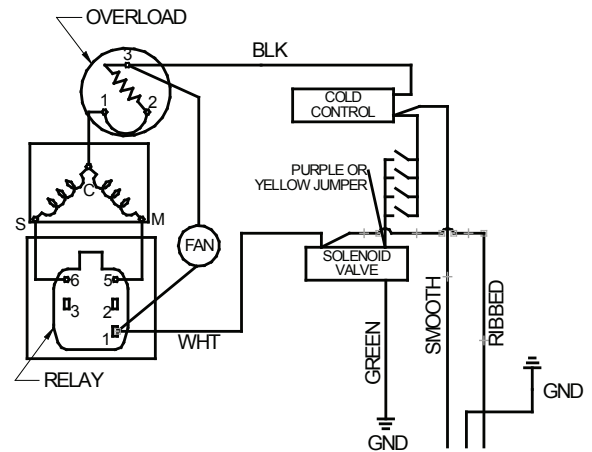 OVERLOAD
BLK
3
1
2
COLD
CONTROL
PURPLE OR
YELLOW JUMPER
C
S
M
FAN
SOLENOID
VALVE
6
5
3
2
1
WHT
RELAY
GREEN
SMOOTH
RIBBED
GND
GND